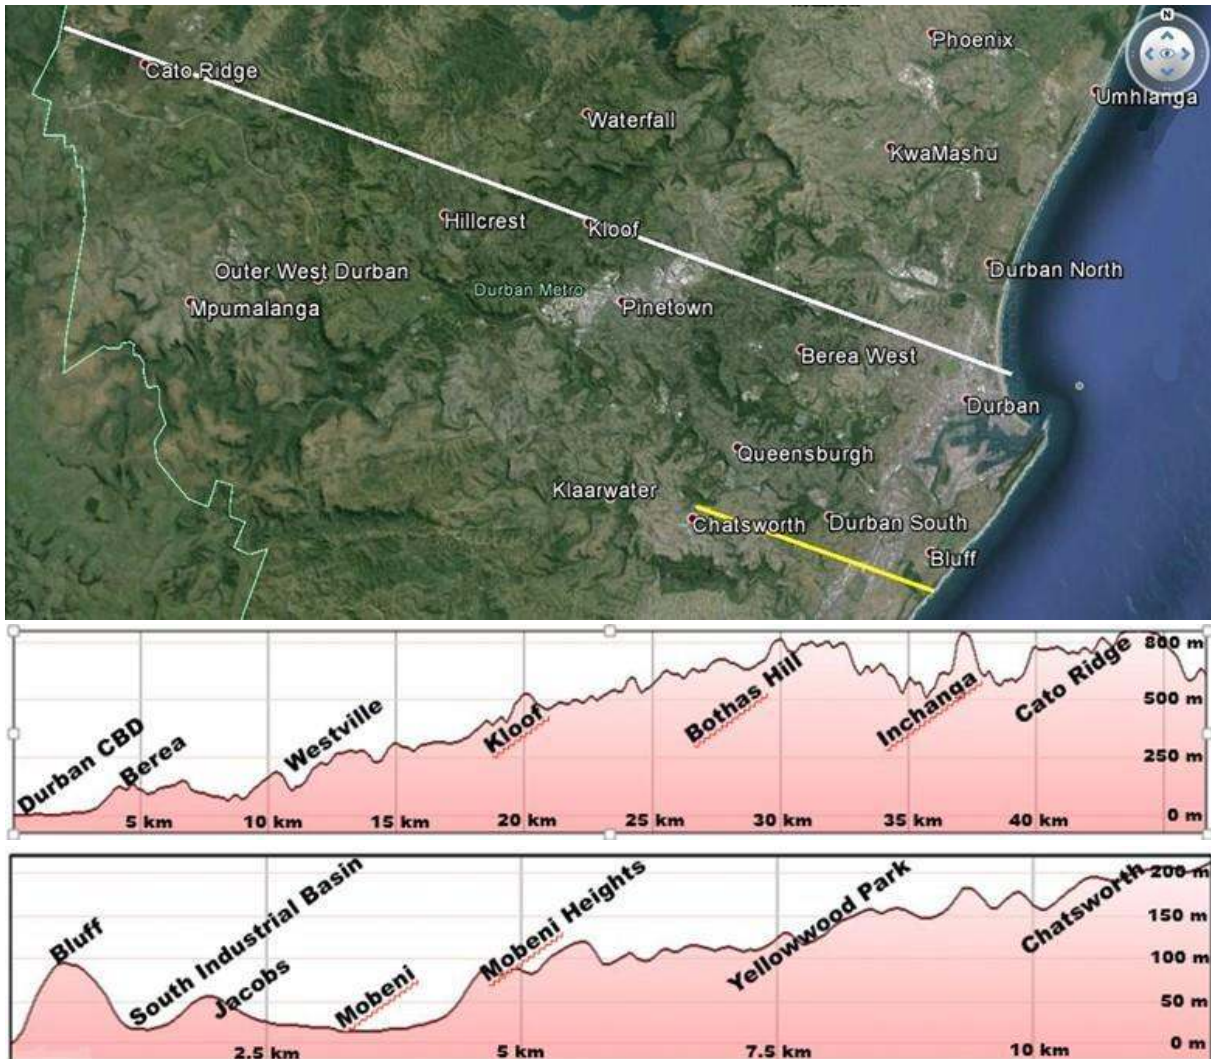 N
Phoenix
Cato Ridge
Umhlanga
Waterfall
KwaMashu
Hillcrest
Kloof
Outer West Durban
Durban North
Durban Metro
Mpumalanga
Pinetown
Berea West
Durban
Queensburgh
Klaarwater
Chatsworth
Durban South
Bluff
800 m
500 m
250 m
0 m
Durban CBD
Berea
Westville
Kloof
Bothas Hill
Inchanga
Cato Ridge
5 km
10 km
15 km
20 km
25 km
30 km
35 km
40 km
200 m
150 m
100 m
50 m
0 m
Bluff
South Industrial Basin
Jacobs
Mobeni
Mobeni Heights
Yellowwood Park
Chatsworth
2.5 km
5 km
7.5 km
10 km